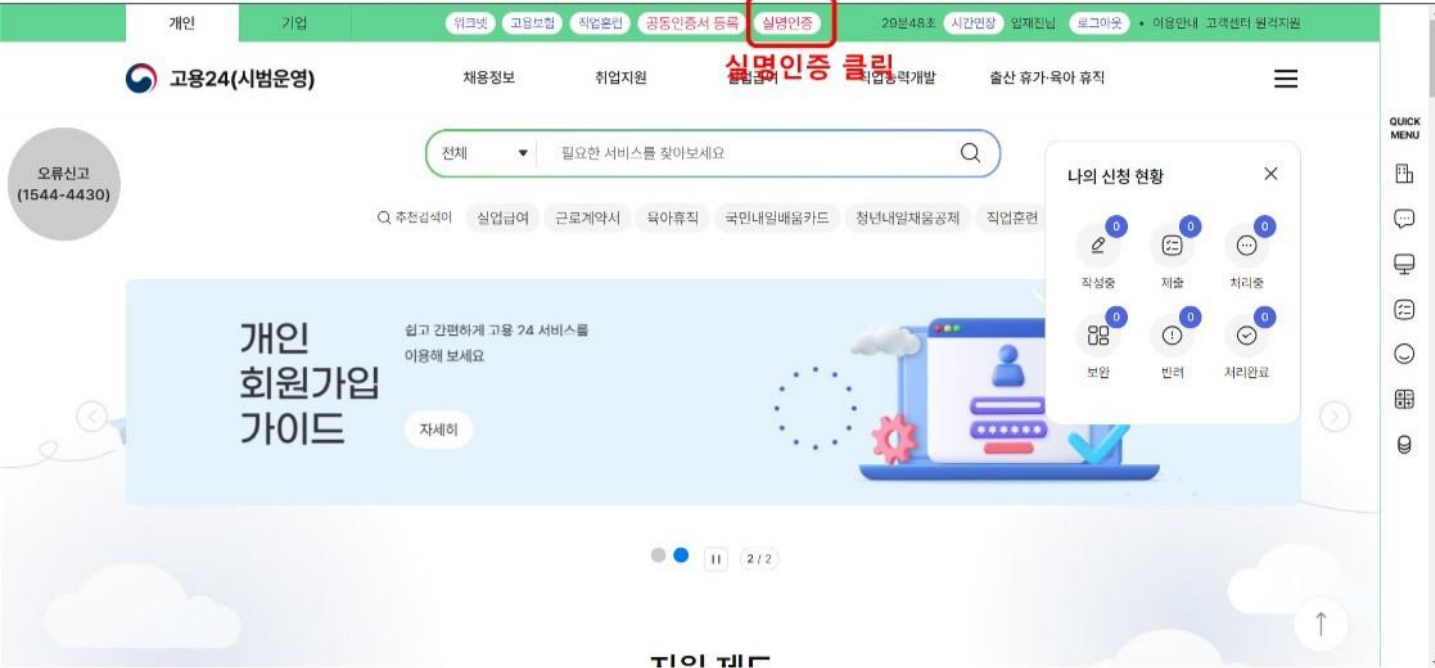 개인 기업 워크넷 고용보험 직업훈련 공동인증서 등록 실명인증 29분48초 시간연장 임재진님 로그아웃 • 이용안내 고객센터 원격지원
실명인증 클릭
고용24(시범운영) 채용정보 취업지원 실업급여 직업능력개발 출산 휴가·육아 휴직
QUICK
MENU
오류신고
(1544-4430)
전체 필요한 서비스를 찾아보세요
추천검색어 실업급여 근로계약서 육아휴직 국민내일배움카드 청년내일채움공제 직업훈련
나의 신청 현황
0 0 0
작성중 제출 처리중
0 0 0
보완 반려 처리완료
개인
회원가입
가이드
쉽고 간편하게 고용 24 서비스를
이용해 보세요
자세히
2 / 2